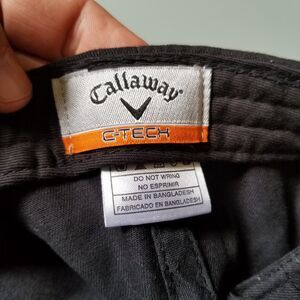 Callaway
C-TECH
DO NOT WRING
NO ESPRIMIR
MADE IN BANGLADESH
FABRICADO EN BANGLADESH